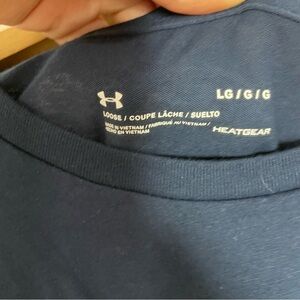 LG / G / G
LOOSE / COUPE LÂCHE / SUELTO
MADE IN VIETNAM / FABRIQUÉ AU VIETNAM /
HECHO EN VIETNAM
HEATGEAR